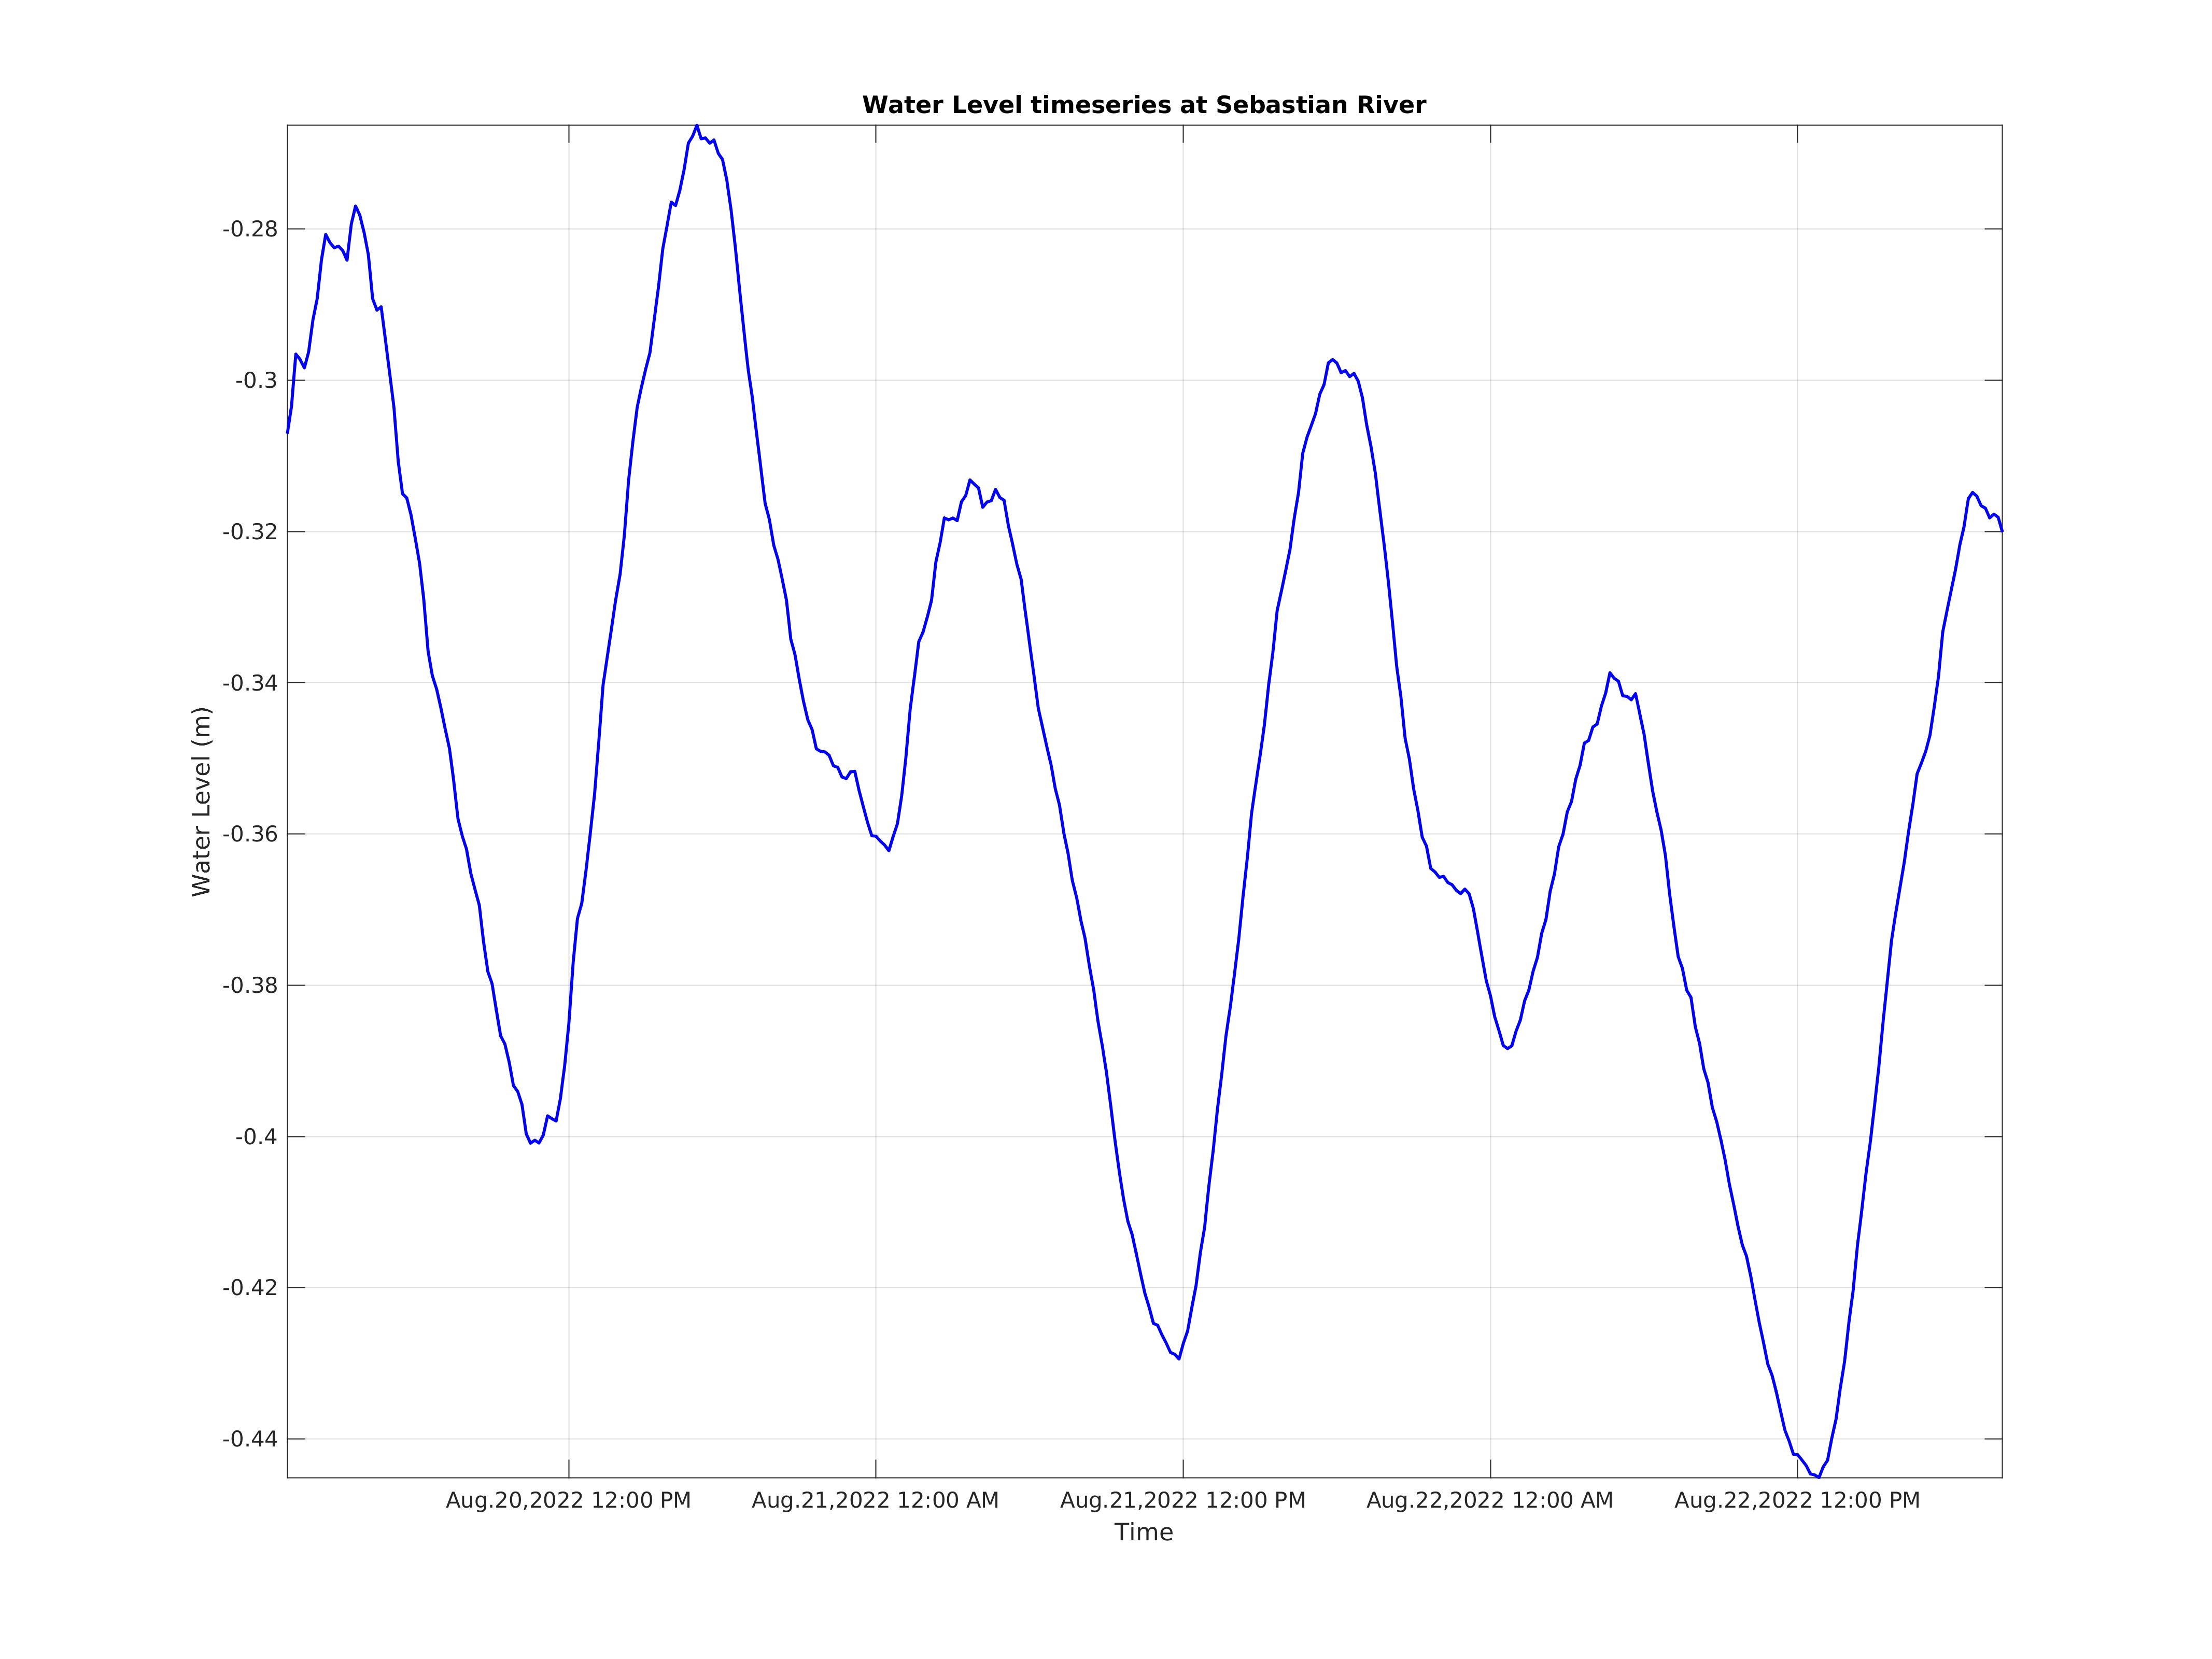 Water Level timeseries at Sebastian River
-0.28
-0.3
-0.32
-0.34
-0.36
-0.38
-0.4
-0.42
-0.44
Water Level (m)
Aug.20,2022 12:00 PM Aug.21,2022 12:00 AM Aug.21,2022 12:00 PM Aug.22,2022 12:00 AM Aug.22,2022 12:00 PM
Time